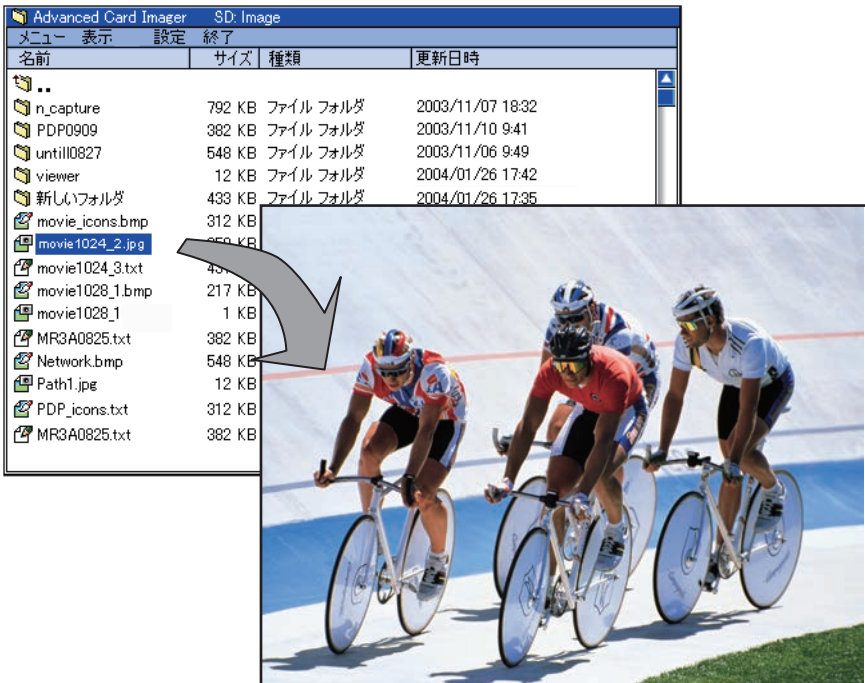 Advanced Card Imager SD: Image
メニュー 表示 設定 終了
名前 サイズ 種類 更新日時
..
n_capture 792 KB ファイル フォルダ 2003/11/07 18:32
PDP0909 382 KB ファイル フォルダ 2003/11/10 9:41
untill0827 548 KB ファイル フォルダ 2003/11/06 9:49
viewer 12 KB ファイル フォルダ 2004/01/26 17:42
新しいフォルダ 433 KB ファイル フォルダ 2004/01/26 17:35
movie_icons.bmp 312 KB
movie1024_2.jpg KB
movie1024_3.txt KB
movie1028_1.bmp 217 KB
movie1028_1 1 KB
MR3A0825.txt 382 KB
Network.bmp 548 KB
Path1.jpg 12 KB
PDP_icons.txt 312 KB
MR3A0825.txt 382 KB